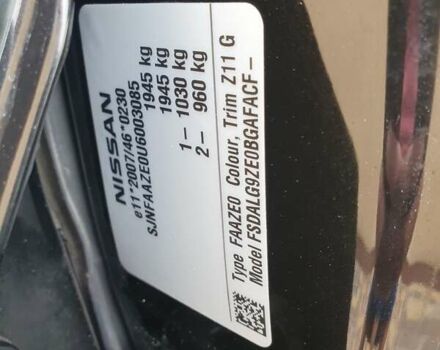 NISSAN
e11*2007/46*0230
SJNFAAZE0U6003085
1945 kg
1945 kg
1– 1030 kg
2– 960 kg
Type FAAZE0 Colour, Trim Z11 G
Model FSDALG9ZE0BGAFACF–